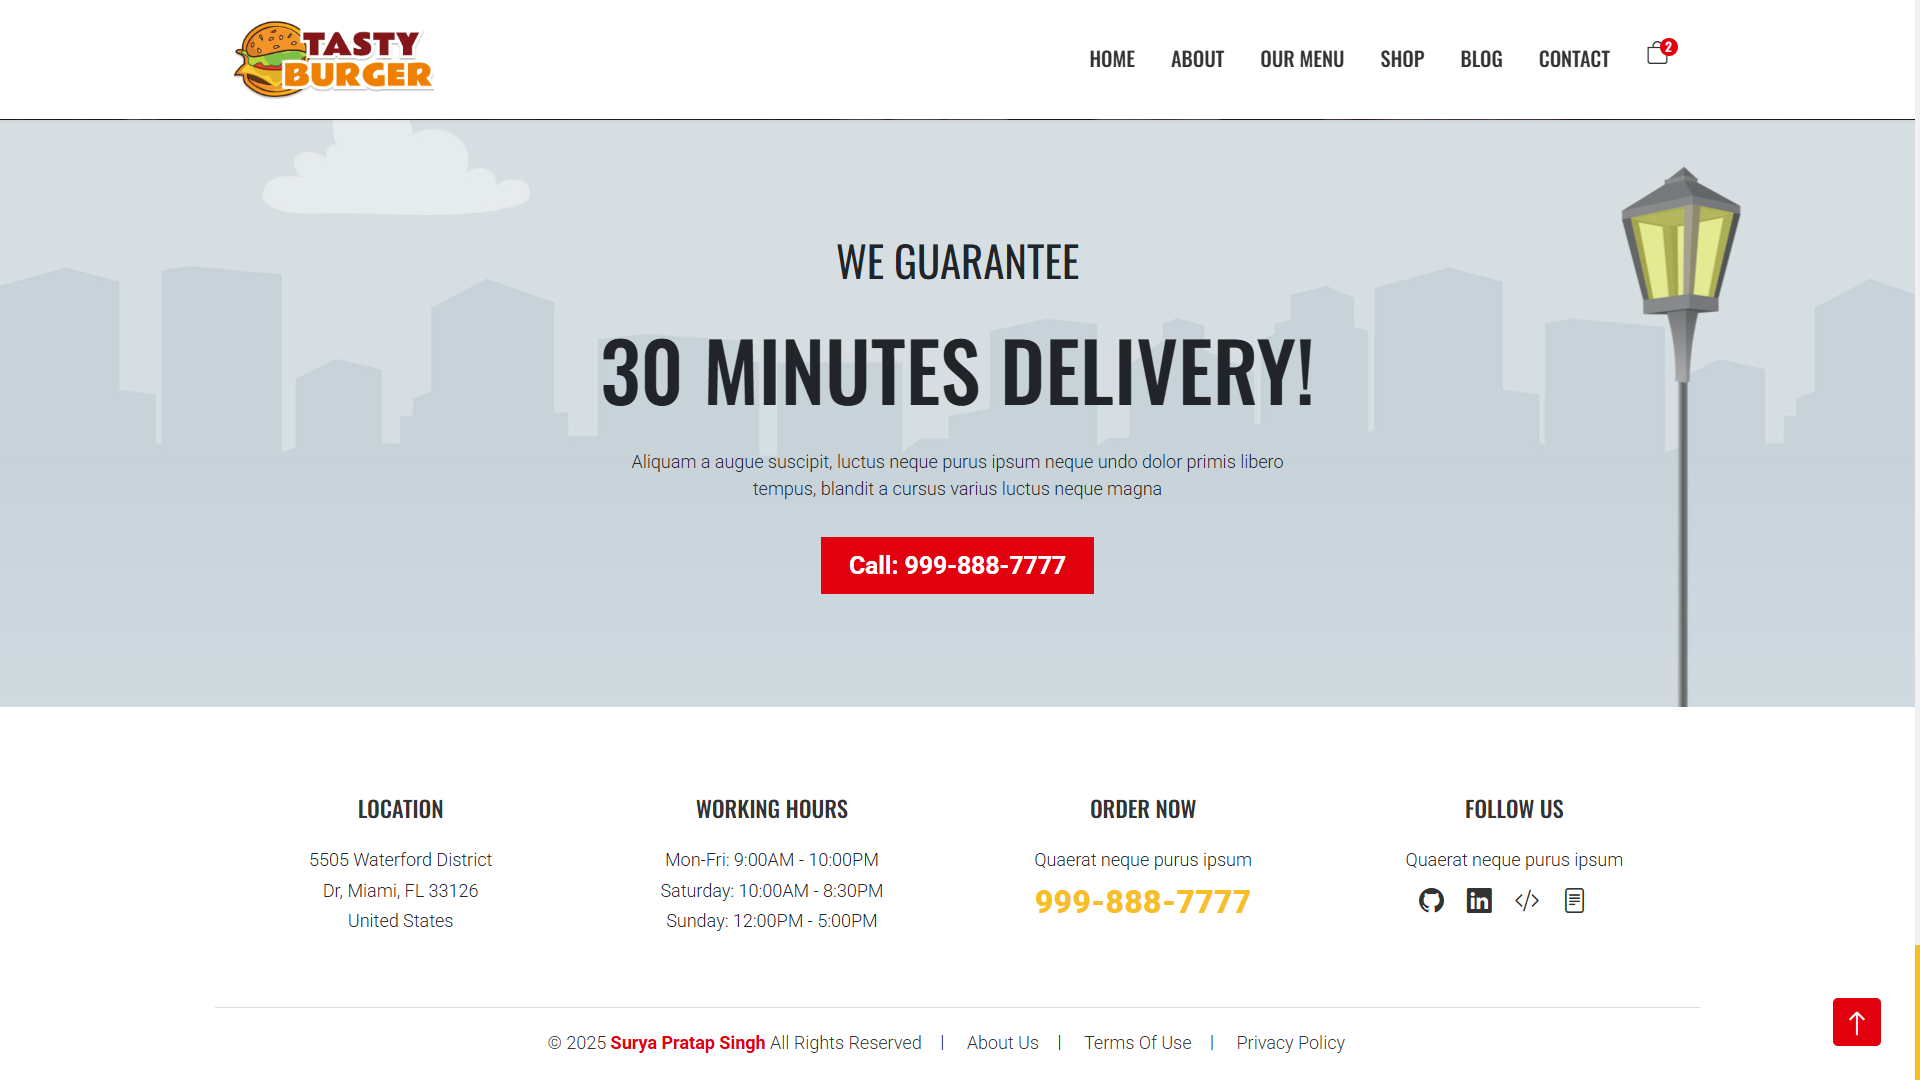 TASTY
BURGER
HOME ABOUT OUR MENU SHOP BLOG CONTACT 2
WE GUARANTEE
30 MINUTES DELIVERY!
Aliquam a augue suscipit, luctus neque purus ipsum neque undo dolor primis libero
tempus, blandit a cursus varius luctus neque magna
Call: 999-888-7777
LOCATION
5505 Waterford District
Dr, Miami, FL 33126
United States
WORKING HOURS
Mon-Fri: 9:00AM - 10:00PM
Saturday: 10:00AM - 8:30PM
Sunday: 12:00PM - 5:00PM
ORDER NOW
Quaerat neque purus ipsum
999-888-7777
FOLLOW US
Quaerat neque purus ipsum
in
© 2025 Surya Pratap Singh All Rights Reserved | About Us | Terms Of Use | Privacy Policy